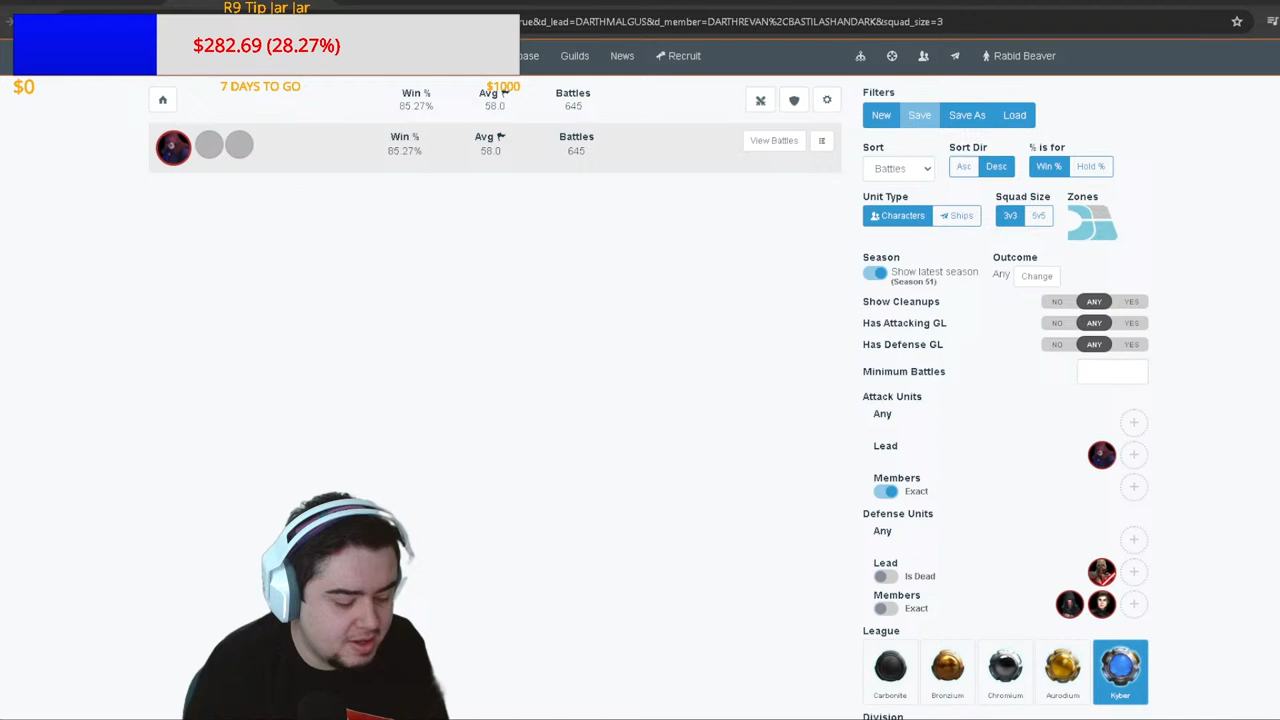 R9 Tip Jar Jar
$282.69 (28.27%)
$0
7 DAYS TO GO
$1000
rue&d_lead=DARTHMALGUS&d_member=DARTHREVAN%2CBASTILASHANDARK&squad_size=3
base
Guilds
News
Recruit
Rabid Beaver
Win %
85.27%
Avg
58.0
Battles
645
Win %
85.27%
Avg
58.0
Battles
645
View Battles
Filters
New
Save
Save As
Load
Sort
Battles
Sort Dir
Asc
Desc
% is for
Win %
Hold %
Unit Type
Characters
Ships
Squad Size
3v3
5v5
Zones
Season
Show latest season
(Season 51)
Outcome
Any
Change
Show Cleanups
NO ANY YES
Has Attacking GL
NO ANY YES
Has Defense GL
NO ANY YES
Minimum Battles
Attack Units
Any
Lead
Members
Exact
Defense Units
Any
Lead
Is Dead
Members
Exact
League
Carbonite
Bronzium
Chromium
Aurodium
Kyber
Division